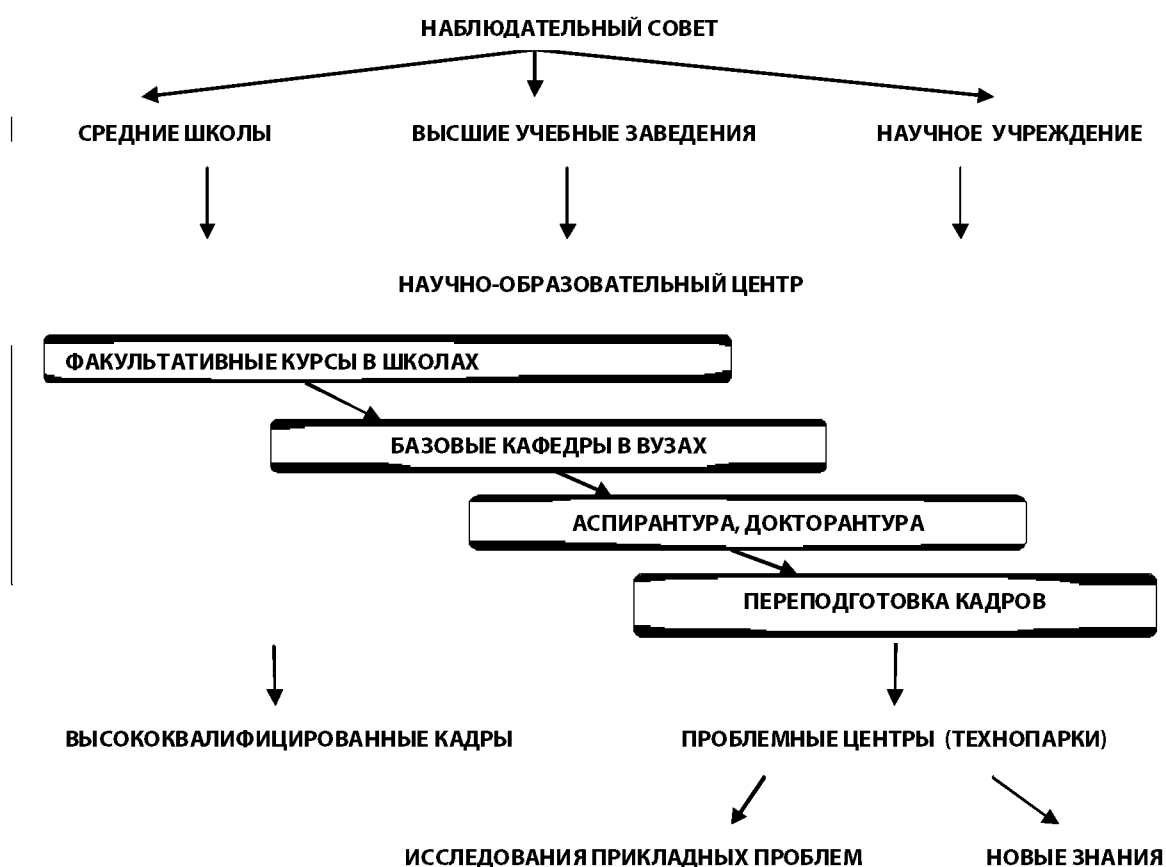 НАБЛЮДАТЕЛЬНЫЙ СОВЕТ
СРЕДНИЕ ШКОЛЫ
ВЫСШИЕ УЧЕБНЫЕ ЗАВЕДЕНИЯ
НАУЧНОЕ УЧРЕЖДЕНИЕ
НАУЧНО-ОБРАЗОВАТЕЛЬНЫЙ ЦЕНТР
ФАКУЛЬТАТИВНЫЕ КУРСЫ В ШКОЛАХ
БАЗОВЫЕ КАФЕДРЫ В ВУЗАХ
АСПИРАНТУРА, ДОКТОРАНТУРА
ПЕРЕПОДГОТОВКА КАДРОВ
ВЫСОКОКВАЛИФИЦИРОВАННЫЕ КАДРЫ
ПРОБЛЕМНЫЕ ЦЕНТРЫ (ТЕХНОПАРКИ)
ИССЛЕДОВАНИЯ ПРИКЛАДНЫХ ПРОБЛЕМ
НОВЫЕ ЗНАНИЯ